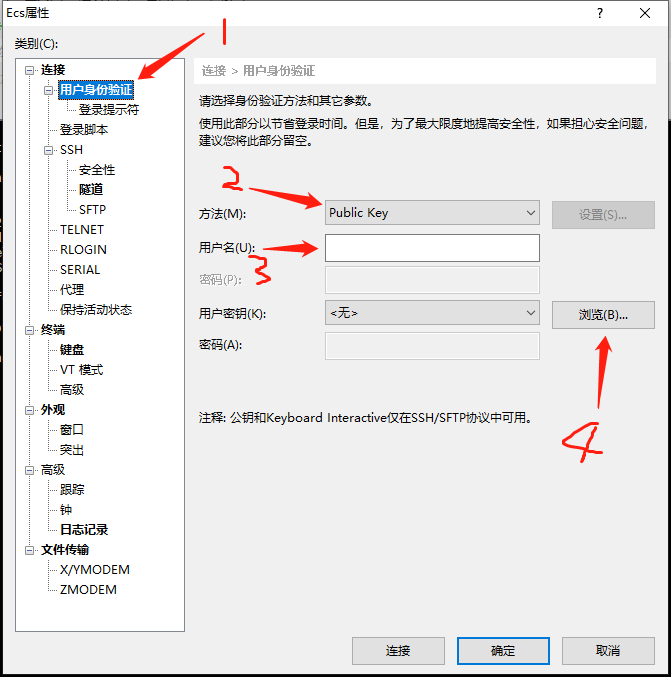 Ecs属性
?
类别(C):
1
连接
用户身份验证
登录提示符
登录脚本
SSH
安全性
隧道
SFTP
TELNET
RLOGIN
SERIAL
代理
保持活动状态
终端
键盘
VT 模式
高级
外观
窗口
突出
高级
跟踪
钟
日志记录
文件传输
X/YMODEM
ZMODEM
连接 > 用户身份验证
请选择身份验证方法和其它参数。
使用此部分以节省登录时间。但是，为了最大限度地提高安全性，如果担心安全问题，
建议您将此部分留空。
2
方法(M):
Public Key
设置(S)...
用户名(U):
3
密码(P):
用户密钥(K):
<无>
浏览(B)...
密码(A):
4
注释: 公钥和Keyboard Interactive仅在SSH/SFTP协议中可用。
连接
确定
取消